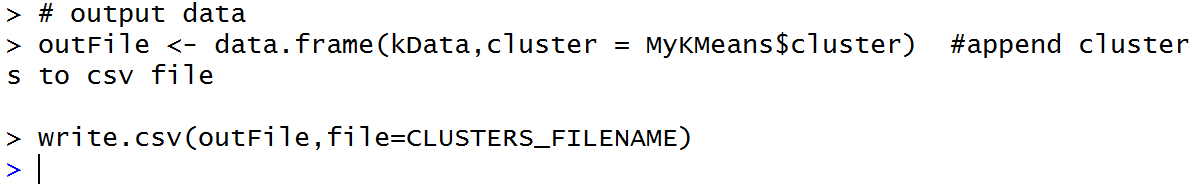 > # output data
> outFile <- data.frame(kData,cluster = MyKMeans$cluster)  #append cluster
s to csv file
> write.csv(outFile,file=CLUSTERS_FILENAME)
>